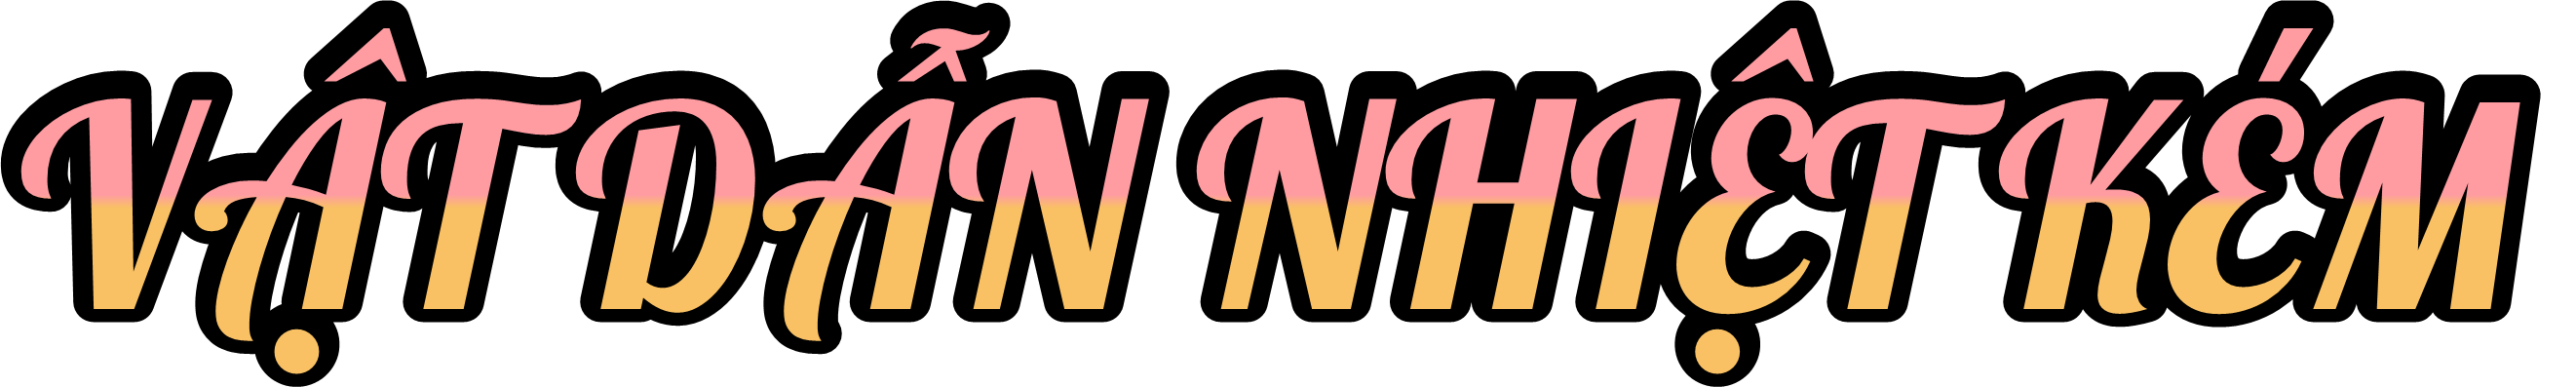 VẬT DẪN NHIỆT KÉM